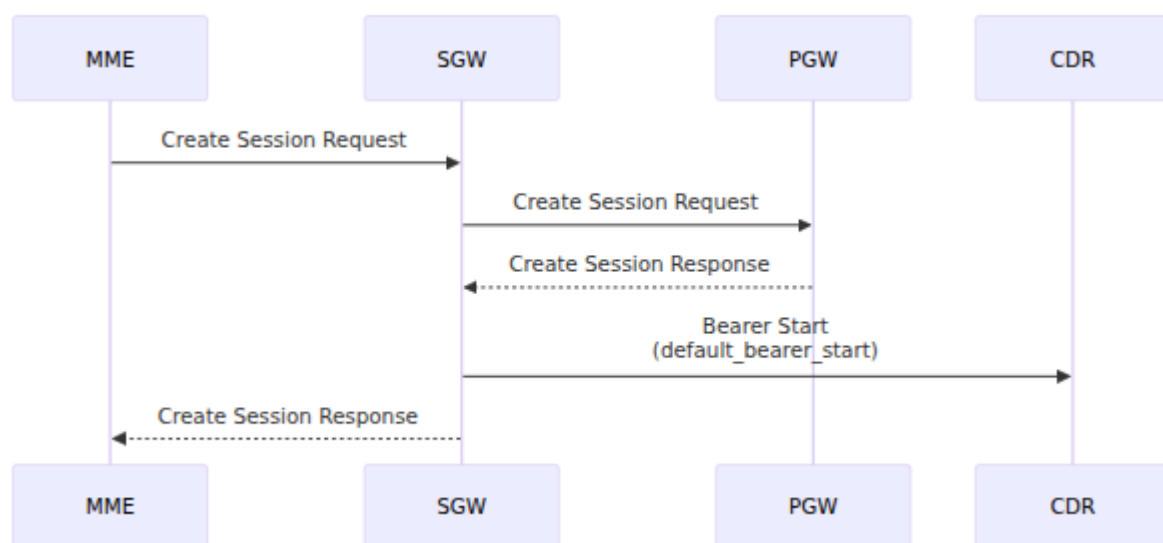 MME
SGW
PGW
CDR
Create Session Request
Create Session Request
Create Session Response
Bearer Start
(default_bearer_start)
Create Session Response
MME
SGW
PGW
CDR